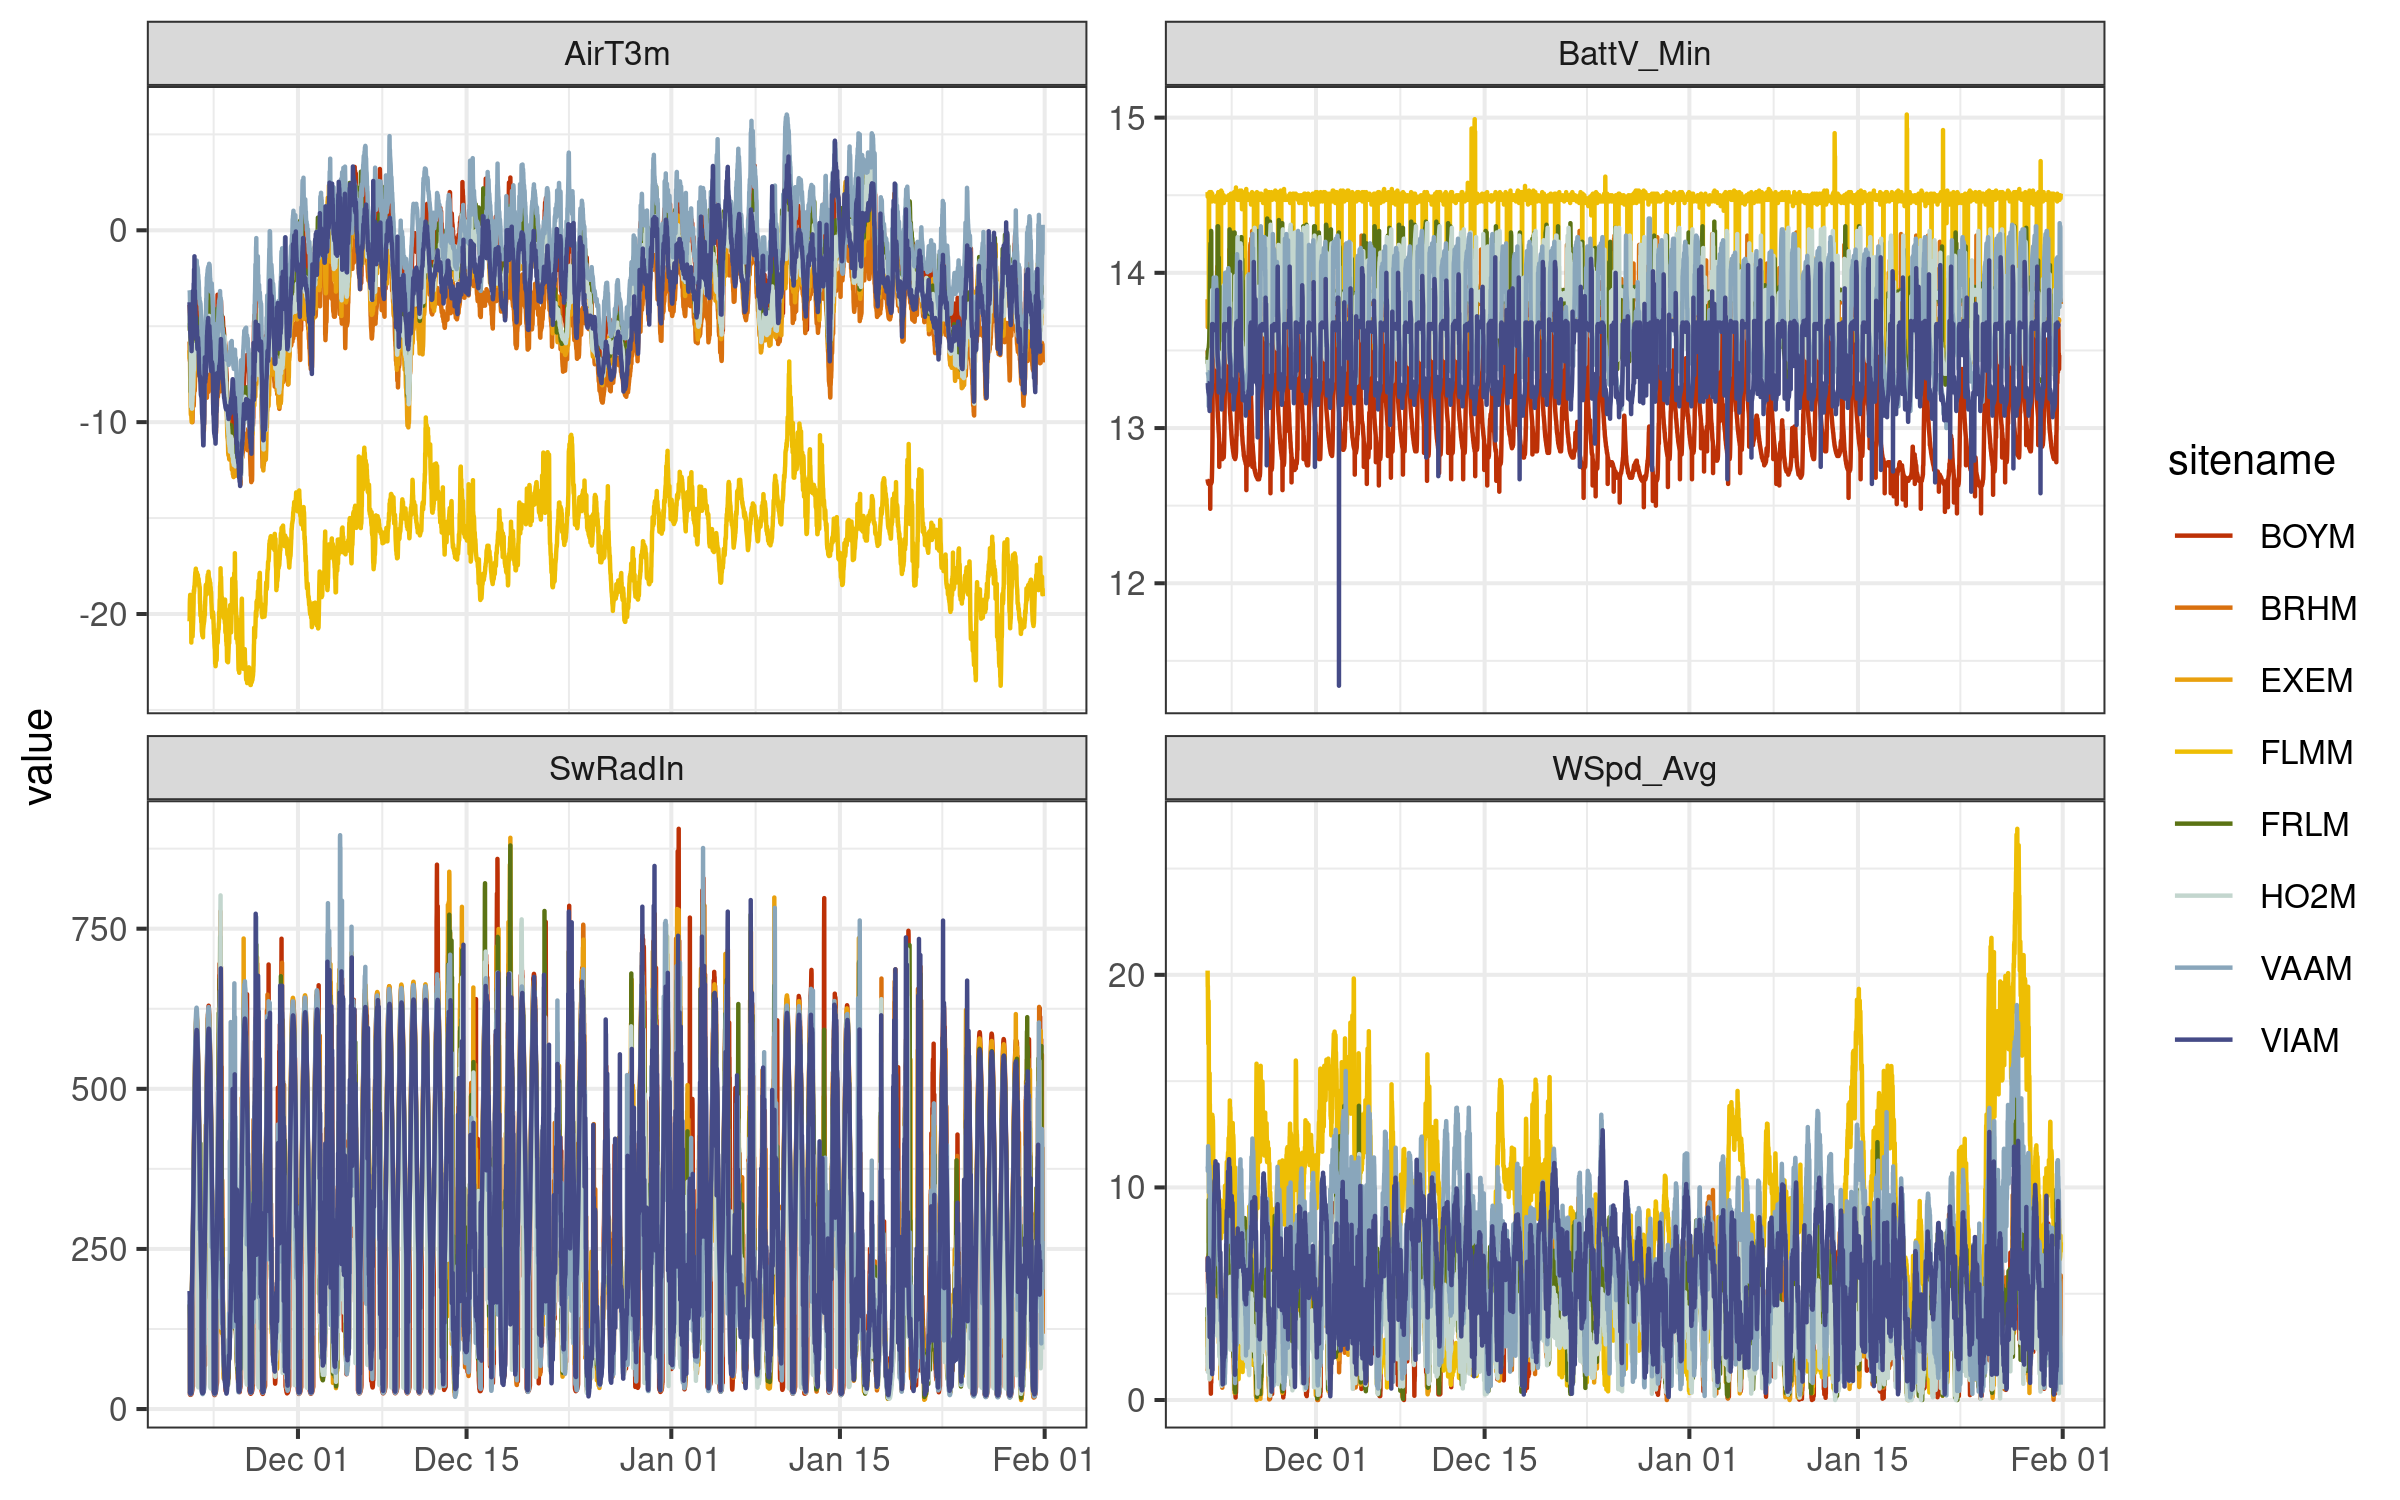 AirT3m
BattV_Min
0
-10
-20
15
14
13
12
value
SwRadIn
WSpd_Avg
750
500
250
0
20
10
0
Dec 01 Dec 15 Jan 01 Jan 15 Feb 01
Dec 01 Dec 15 Jan 01 Jan 15 Feb 01
sitename
BOYM
BRHM
EXEM
FLMM
FRLM
HO2M
VAAM
VIAM